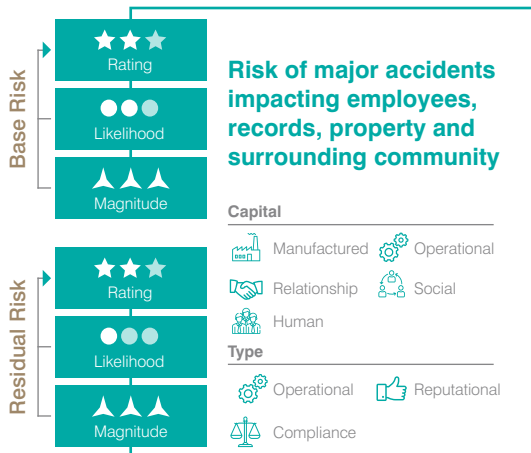 Base Risk
Rating
Likelihood
Magnitude
Residual Risk
Rating
Likelihood
Magnitude
Risk of major accidents
impacting employees,
records, property and
surrounding community
Capital
Manufactured Operational
Relationship Social
Human
Type
Operational Reputational
Compliance